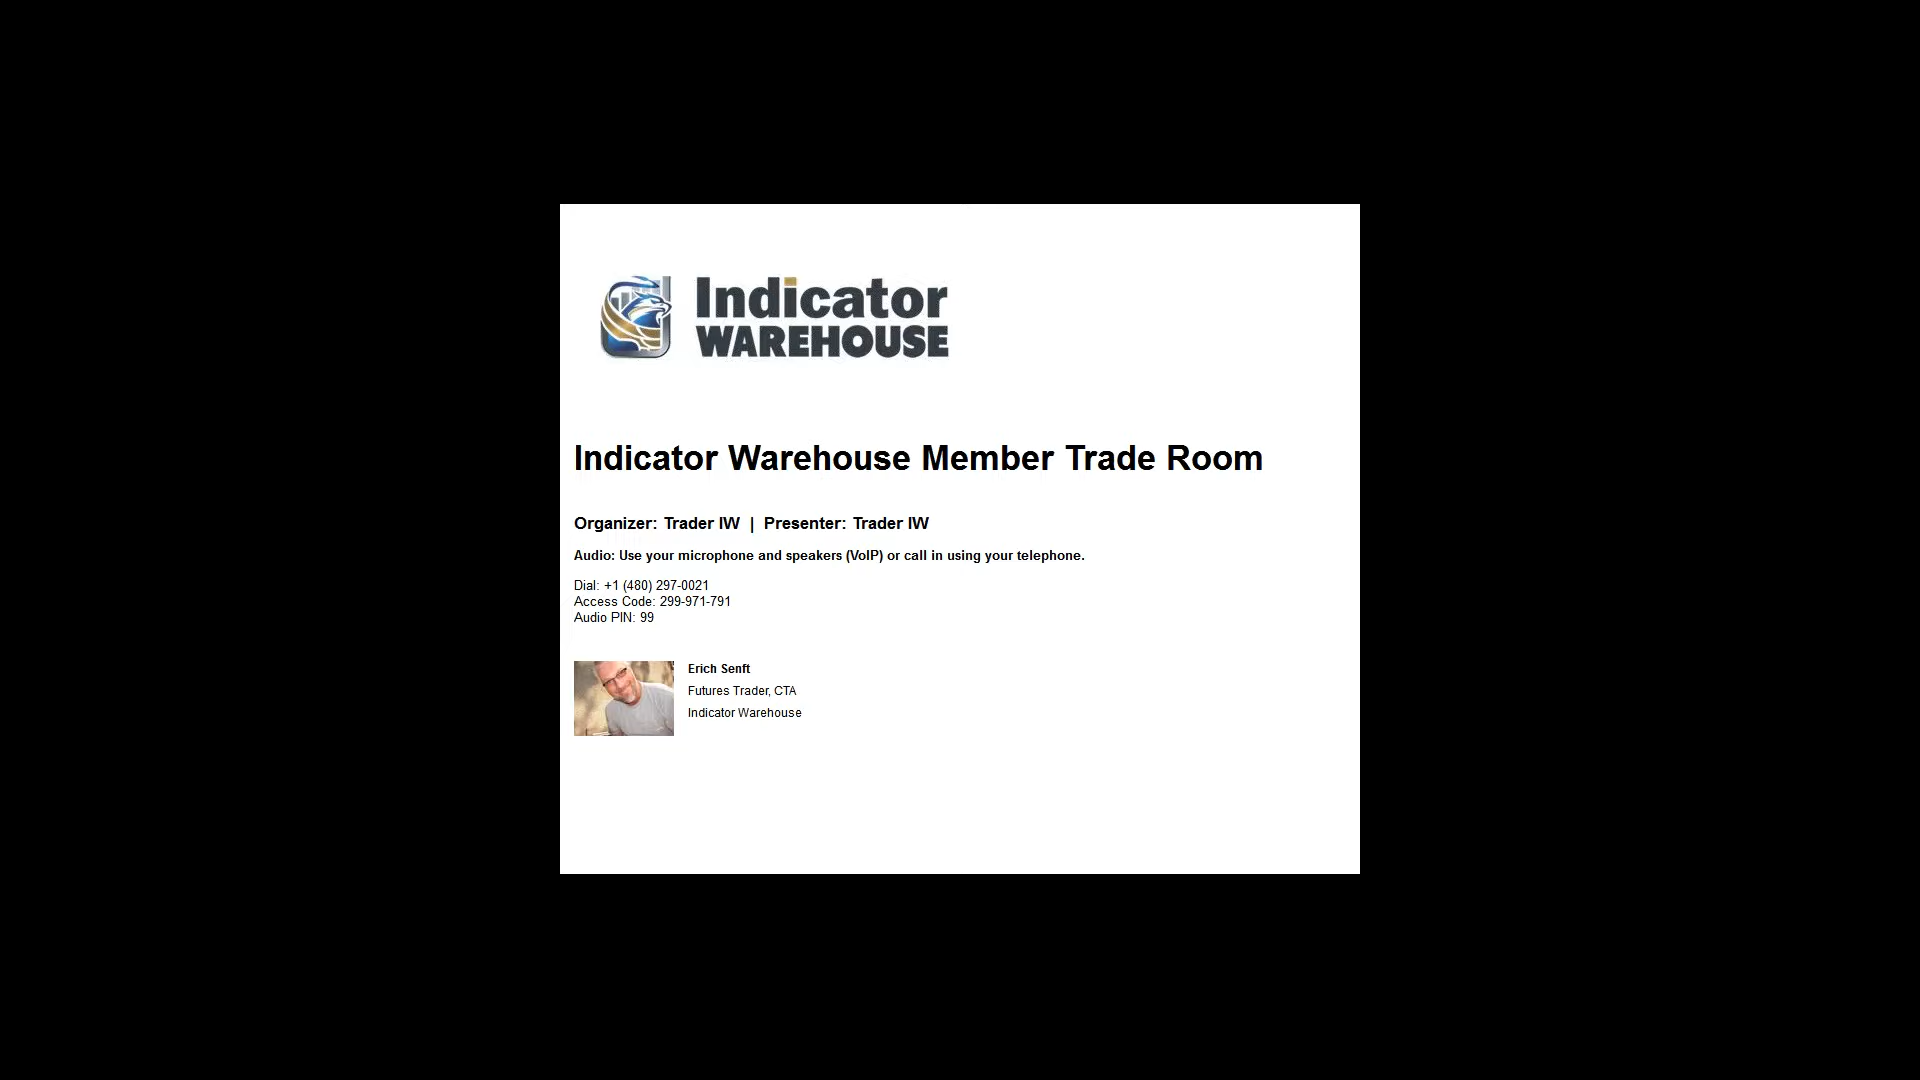 Indicator
WAREHOUSE
Indicator Warehouse Member Trade Room
Organizer: Trader IW | Presenter: Trader IW
Audio: Use your microphone and speakers (VoIP) or call in using your telephone.
Dial: +1 (480) 297-0021
Access Code: 299-971-791
Audio PIN: 99
Erich Senft
Futures Trader, CTA
Indicator Warehouse